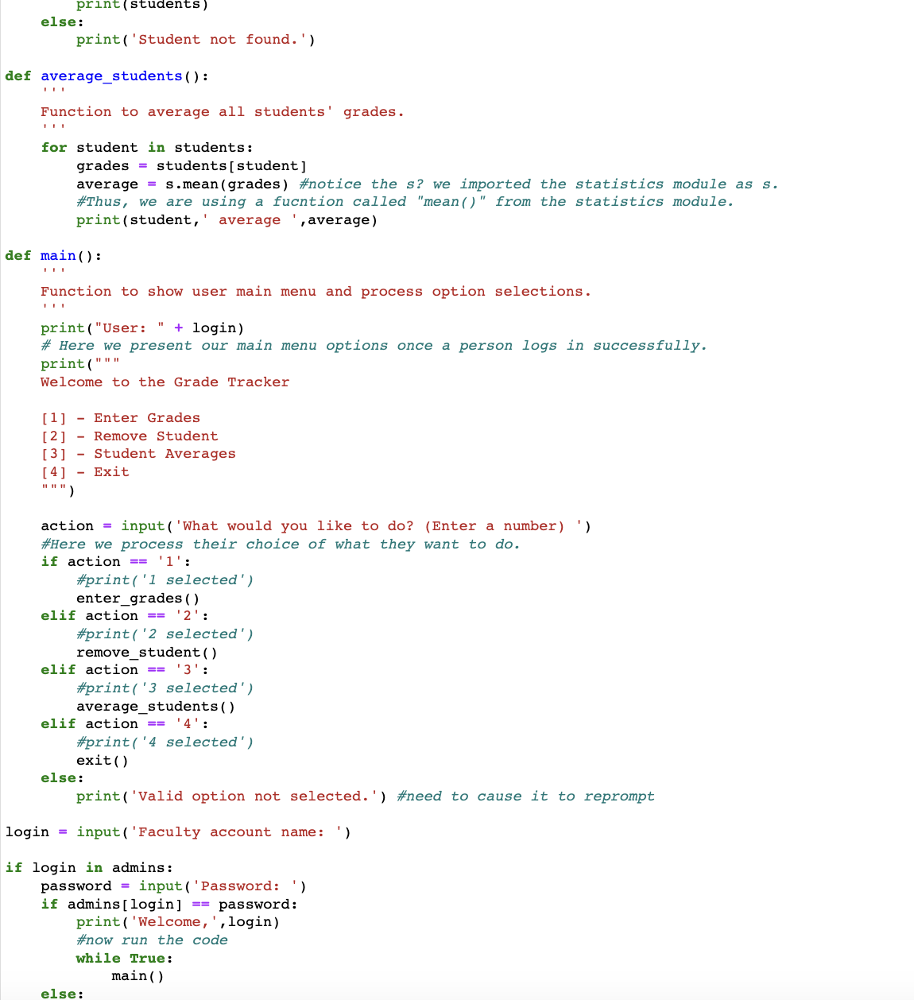 print(students)
    else:
        print('Student not found.')

def average_students():
    '''
    Function to average all students' grades.
    '''
    for student in students:
        grades = students[student]
        average = s.mean(grades) #notice the s? we imported the statistics module as s.
        #Thus, we are using a fucntion called "mean()" from the statistics module.
        print(student,' average ',average)

def main():
    '''
    Function to show user main menu and process option selections.
    '''
    print("User: " + login)
    # Here we present our main menu options once a person logs in successfully.
    print("""
    Welcome to the Grade Tracker

    [1] - Enter Grades
    [2] - Remove Student
    [3] - Student Averages
    [4] - Exit
    """)

    action = input('What would you like to do? (Enter a number) ')
    #Here we process their choice of what they want to do.
    if action == '1':
        #print('1 selected')
        enter_grades()
    elif action == '2':
        #print('2 selected')
        remove_student()
    elif action == '3':
        #print('3 selected')
        average_students()
    elif action == '4':
        #print('4 selected')
        exit()
    else:
        print('Valid option not selected.') #need to cause it to reprompt

login = input('Faculty account name: ')

if login in admins:
    password = input('Password: ')
    if admins[login] == password:
        print('Welcome,',login)
        #now run the code
        while True:
            main()
    else: